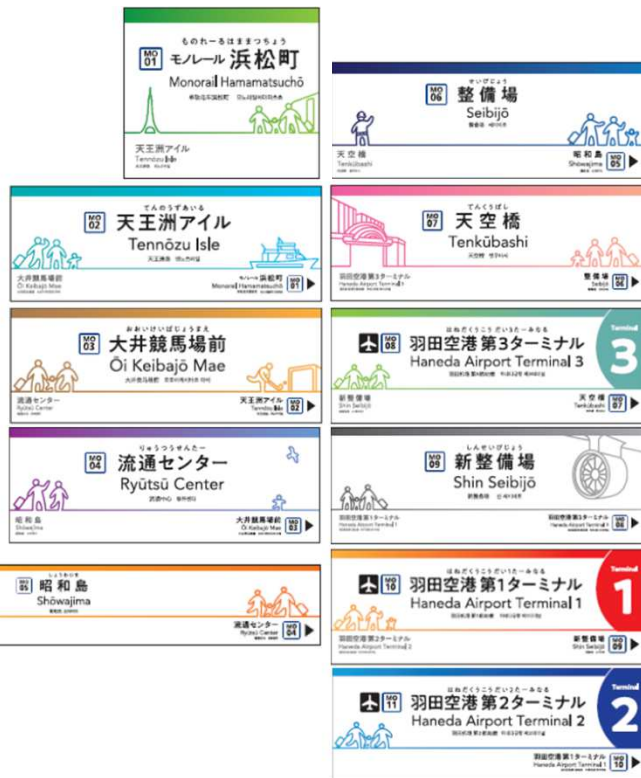 ものれーるはままつちょう
MO
01
モノレール 浜松町
Monorail Hamamatsuchō
天王洲アイル
Tennōzu Isle
てんのうずあいる
MO
02
天王洲アイル
Tennōzu Isle
大井競馬場前
Ōi Keibajō Mae
モノレール 浜松町
Monorail Hamamatsuchō
MO
01
おおいけいばじょうまえ
MO
03
大井競馬場前
Ōi Keibajō Mae
流通センター
Ryūtsū Center
天王洲アイル
Tennōzu Isle
MO
02
りゅうつうせんたー
MO
04
流通センター
Ryūtsū Center
昭和島
Shōwajima
大井競馬場前
Ōi Keibajō Mae
MO
03
しょうわじま
MO
05
昭和島
Shōwajima
流通センター
Ryūtsū Center
MO
04
せいびじょう
MO
06
整備場
Seibijō
天空橋
Tenkūbashi
昭和島
Shōwajima
MO
05
てんくうばし
MO
07
天空橋
Tenkūbashi
羽田空港第3ターミナル
Haneda Airport Terminal 3
整備場
Seibijō
MO
06
はねだくうこうだい3たーみなる
MO
08
羽田空港第3ターミナル
Haneda Airport Terminal 3
Terminal
3
新整備場
Shin Seibijō
天空橋
Tenkūbashi
MO
07
しんせいびじょう
MO
09
新整備場
Shin Seibijō
羽田空港第1ターミナル
Haneda Airport Terminal 1
羽田空港第3ターミナル
MO
08
はねだくうこうだい1たーみなる
MO
10
羽田空港第1ターミナル
Haneda Airport Terminal 1
Terminal
1
羽田空港第2ターミナル
Haneda Airport Terminal 2
新整備場
Shin Seibijō
MO
09
はねだくうこうだい2たーみなる
MO
11
羽田空港第2ターミナル
Haneda Airport Terminal 2
Terminal
2
羽田空港第1ターミナル
Haneda Airport Terminal 1
MO
10